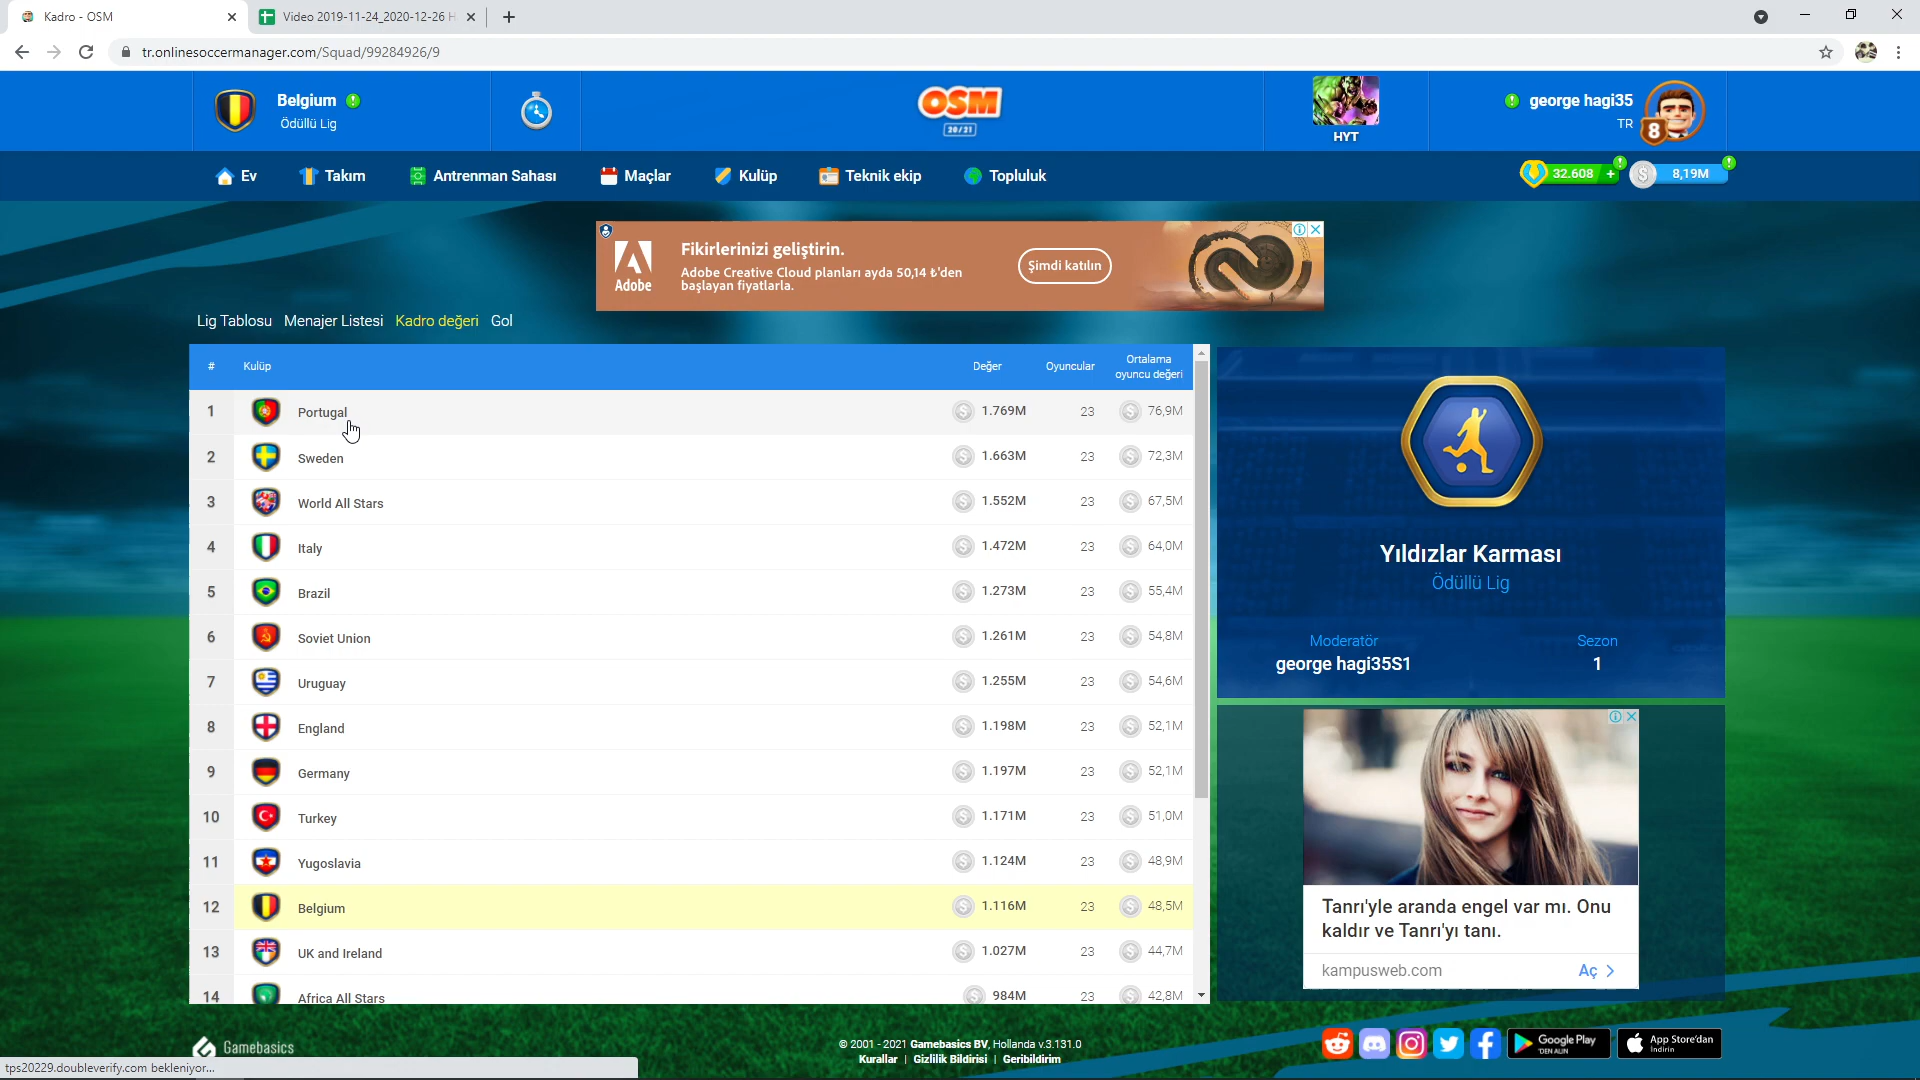 Kadro - OSM
Video 2019-11-24_2020-12-26 H
tr.onlinesoccermanager.com/Squad/99284926/9
Belgium
Ödüllü Lig
OSM
20/21
HYT
george hagi35
TR
8
Ev
Takım
Antrenman Sahası
Maçlar
Kulüp
Teknik ekip
Topluluk
32.608 +
8,19M
Adobe
Fikirlerinizi geliştirin.
Adobe Creative Cloud planları ayda 50,14 ₺'den
başlayan fiyatlarla.
Şimdi katılın
Lig Tablosu Menajer Listesi Kadro değeri Gol
# Kulüp Değer Oyuncular Ortalama
oyuncu değeri
1 Portugal 1.769M 23 76,9M
2 Sweden 1.663M 23 72,3M
3 World All Stars 1.552M 23 67,5M
4 Italy 1.472M 23 64,0M
5 Brazil 1.273M 23 55,4M
6 Soviet Union 1.261M 23 54,8M
7 Uruguay 1.255M 23 54,6M
8 England 1.198M 23 52,1M
9 Germany 1.197M 23 52,1M
10 Turkey 1.171M 23 51,0M
11 Yugoslavia 1.124M 23 48,9M
12 Belgium 1.116M 23 48,5M
13 UK and Ireland 1.027M 23 44,7M
14 Africa All Stars 984M 23 42,8M
Yıldızlar Karması
Ödüllü Lig
Moderatör
george hagi35S1
Sezon
1
Tanrı'yle aranda engel var mı. Onu
kaldır ve Tanrı'yı tanı.
kampusweb.com
Aç
Gamebasics
© 2001 - 2021 Gamebasics BV, Hollanda v.3.131.0
Kurallar | Gizlilik Bildirisi | Geribildirim
Google Play
'DEN ALIN
App Store'dan
İndirin
tps20229.doubleverify.com bekleniyor...